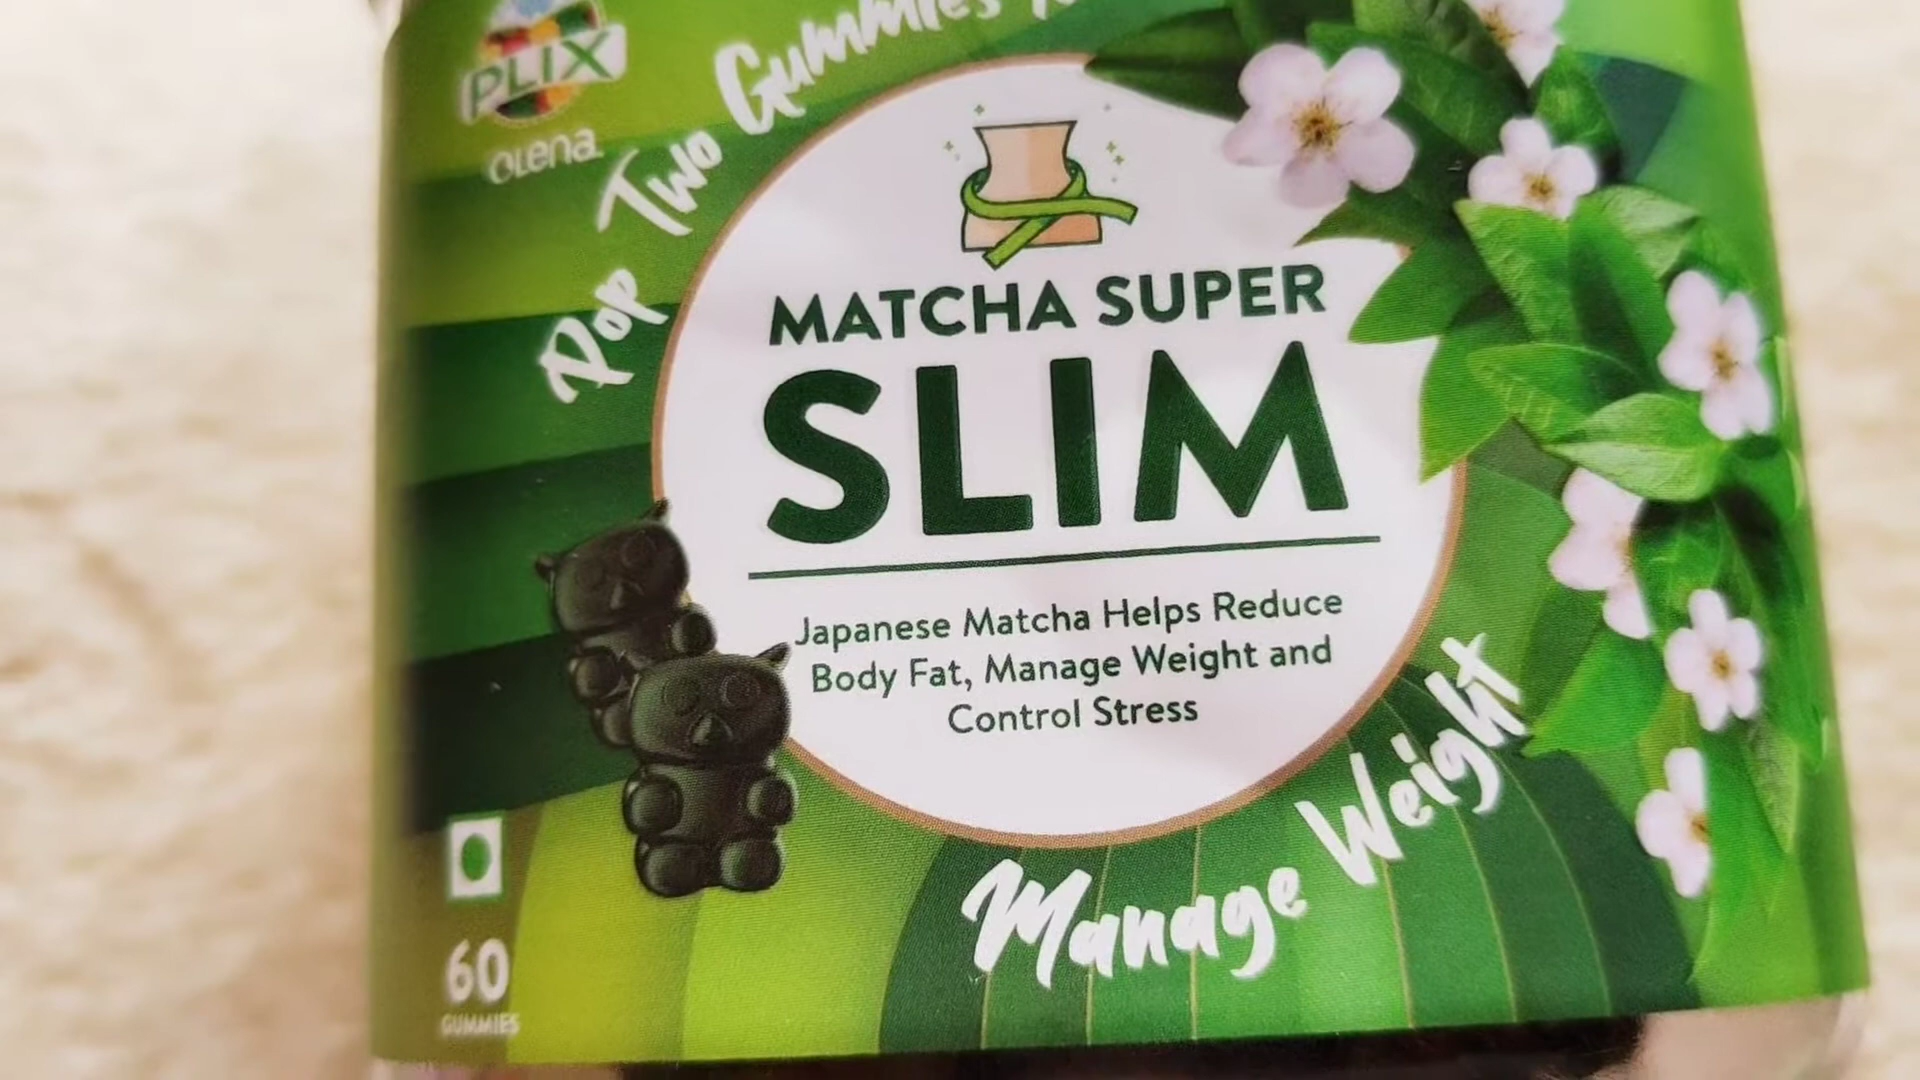 PLIX
OLena
Pop Two Gummies
MATCHA SUPER
SLIM
Japanese Matcha Helps Reduce
Body Fat, Manage Weight and
Control Stress
Manage Weight
60
GUMMIES